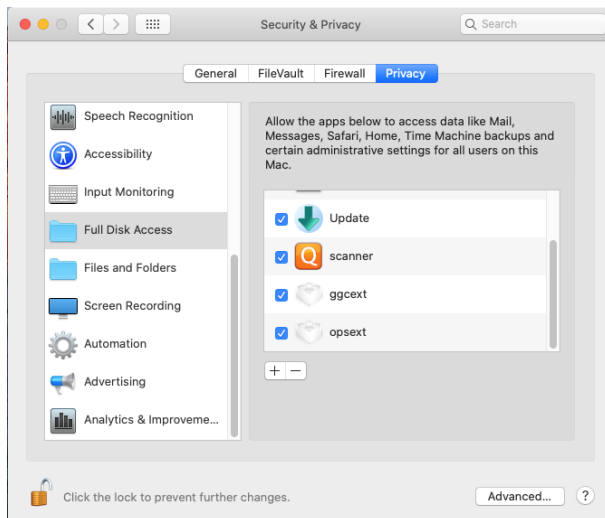 Security & Privacy
Search
General
FileVault
Firewall
Privacy
Speech Recognition
Accessibility
Input Monitoring
Full Disk Access
Files and Folders
Screen Recording
Automation
Advertising
Analytics & Improveme...
Allow the apps below to access data like Mail,
Messages, Safari, Home, Time Machine backups and
certain administrative settings for all users on this
Mac.
Update
Q
scanner
ggcext
opsext
+ −
Click the lock to prevent further changes.
Advanced...
?